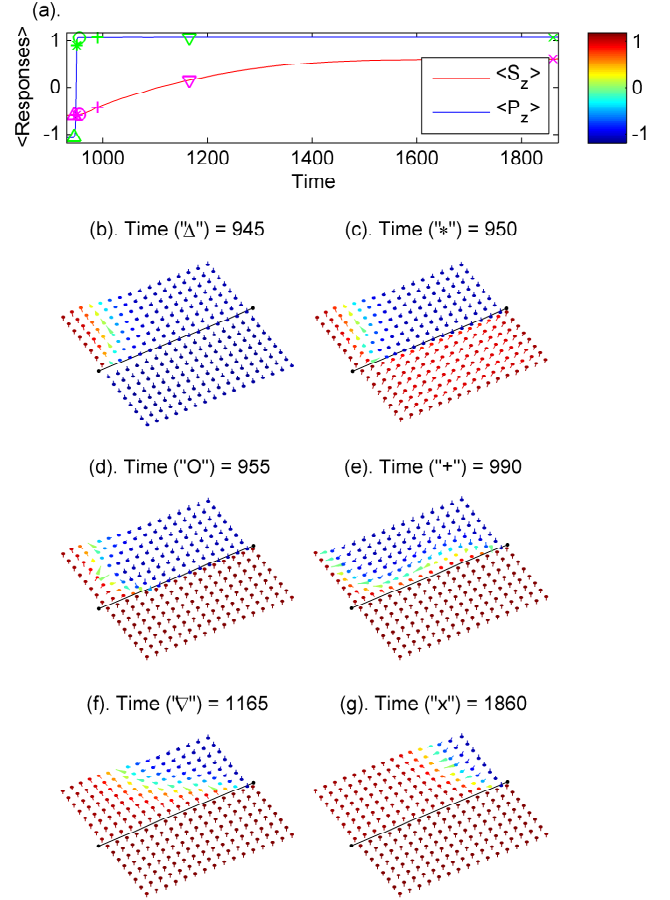 (a).
<Responses>
1
0
-1
1000
1200
1400
1600
1800
Time
<S_z>
<P_z>
1
0
-1
(b). Time ("Δ") = 945
(c). Time ("*") = 950
(d). Time ("O") = 955
(e). Time ("+") = 990
(f). Time ("∇") = 1165
(g). Time ("x") = 1860